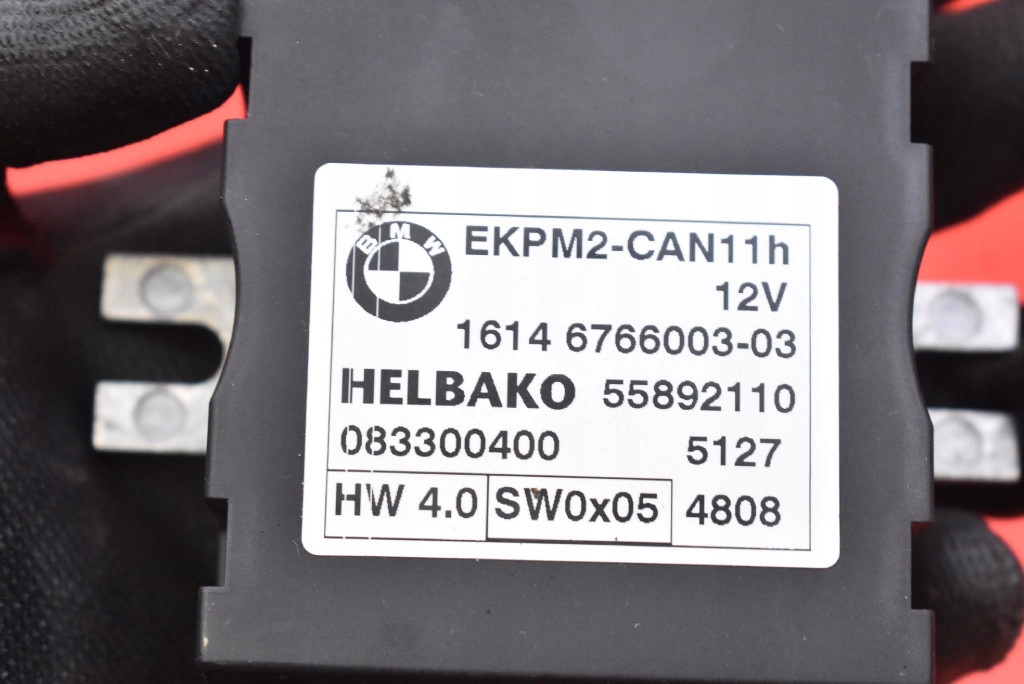 BMW
EKPM2-CAN11h
12V
1614 6766003-03
HELBAKO 55892110
083300400 5127
HW 4.0 SW0x05 4808